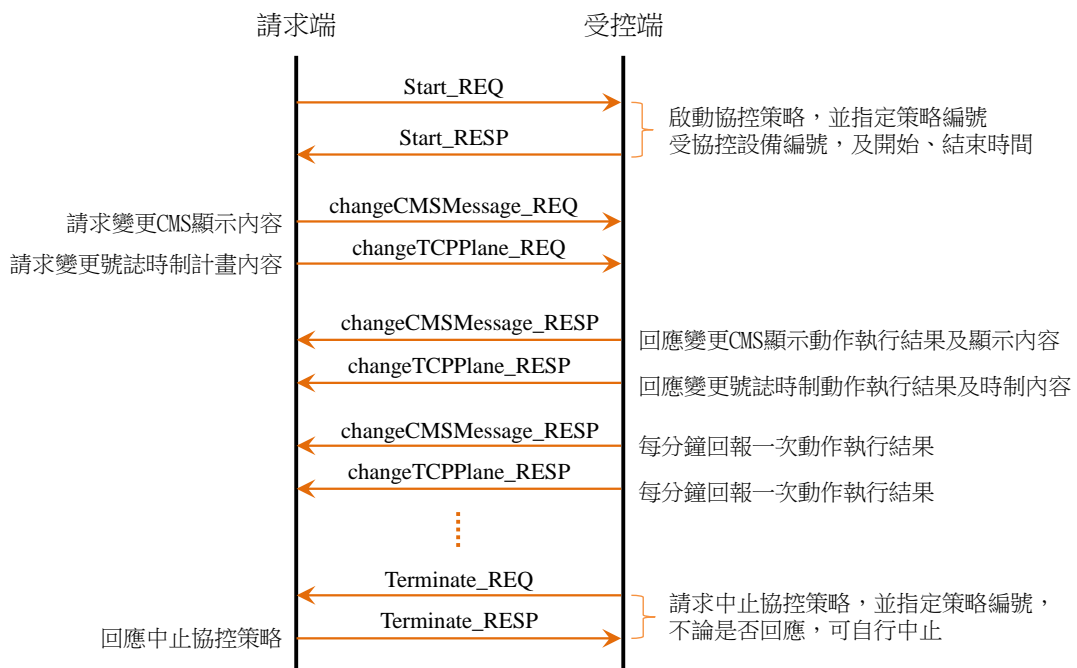 請求端
受控端
Start_REQ
啟動協控策略，並指定策略編號
受協控設備編號，及開始、結束時間
Start_RESP
請求變更CMS顯示內容
changeCMSMessage_REQ
請求變更號誌時制計畫內容
changeTCPPlane_REQ
changeCMSMessage_RESP
回應變更CMS顯示動作執行結果及顯示內容
changeTCPPlane_RESP
回應變更號誌時制動作執行結果及時制內容
changeCMSMessage_RESP
每分鐘回報一次動作執行結果
changeTCPPlane_RESP
每分鐘回報一次動作執行結果
Terminate_REQ
請求中止協控策略，並指定策略編號，
不論是否回應，可自行中止
Terminate_RESP
回應中止協控策略